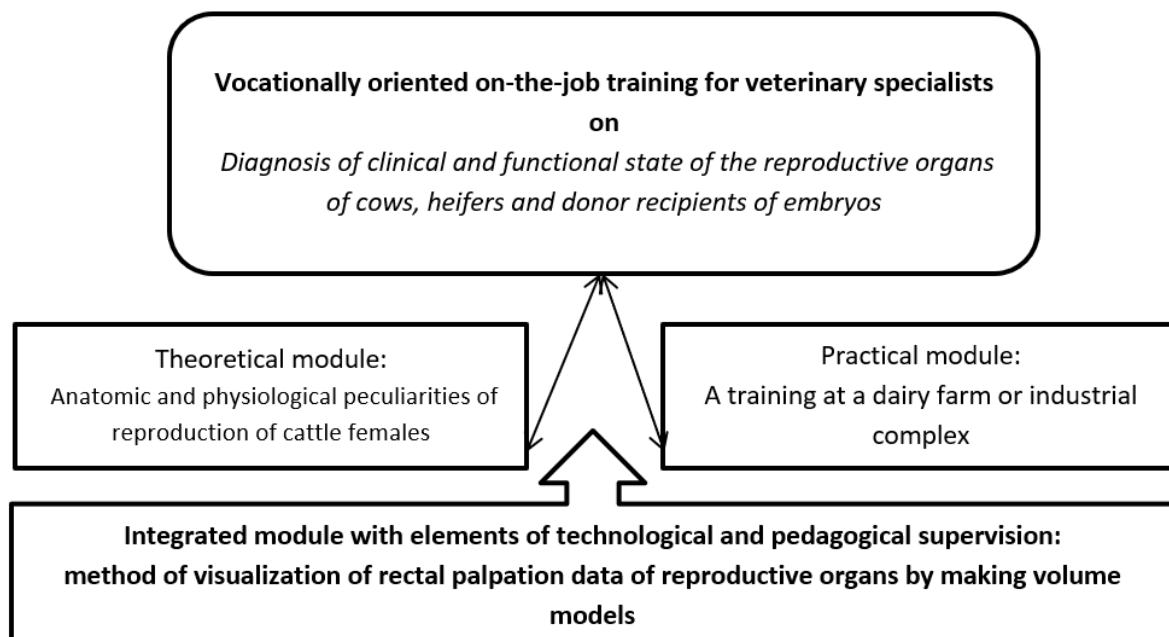 Vocationally oriented on-the-job training for veterinary specialists
on
Diagnosis of clinical and functional state of the reproductive organs
of cows, heifers and donor recipients of embryos
Theoretical module:
Anatomic and physiological peculiarities of
reproduction of cattle females
Practical module:
A training at a dairy farm or industrial
complex
Integrated module with elements of technological and pedagogical supervision:
method of visualization of rectal palpation data of reproductive organs by making volume
models